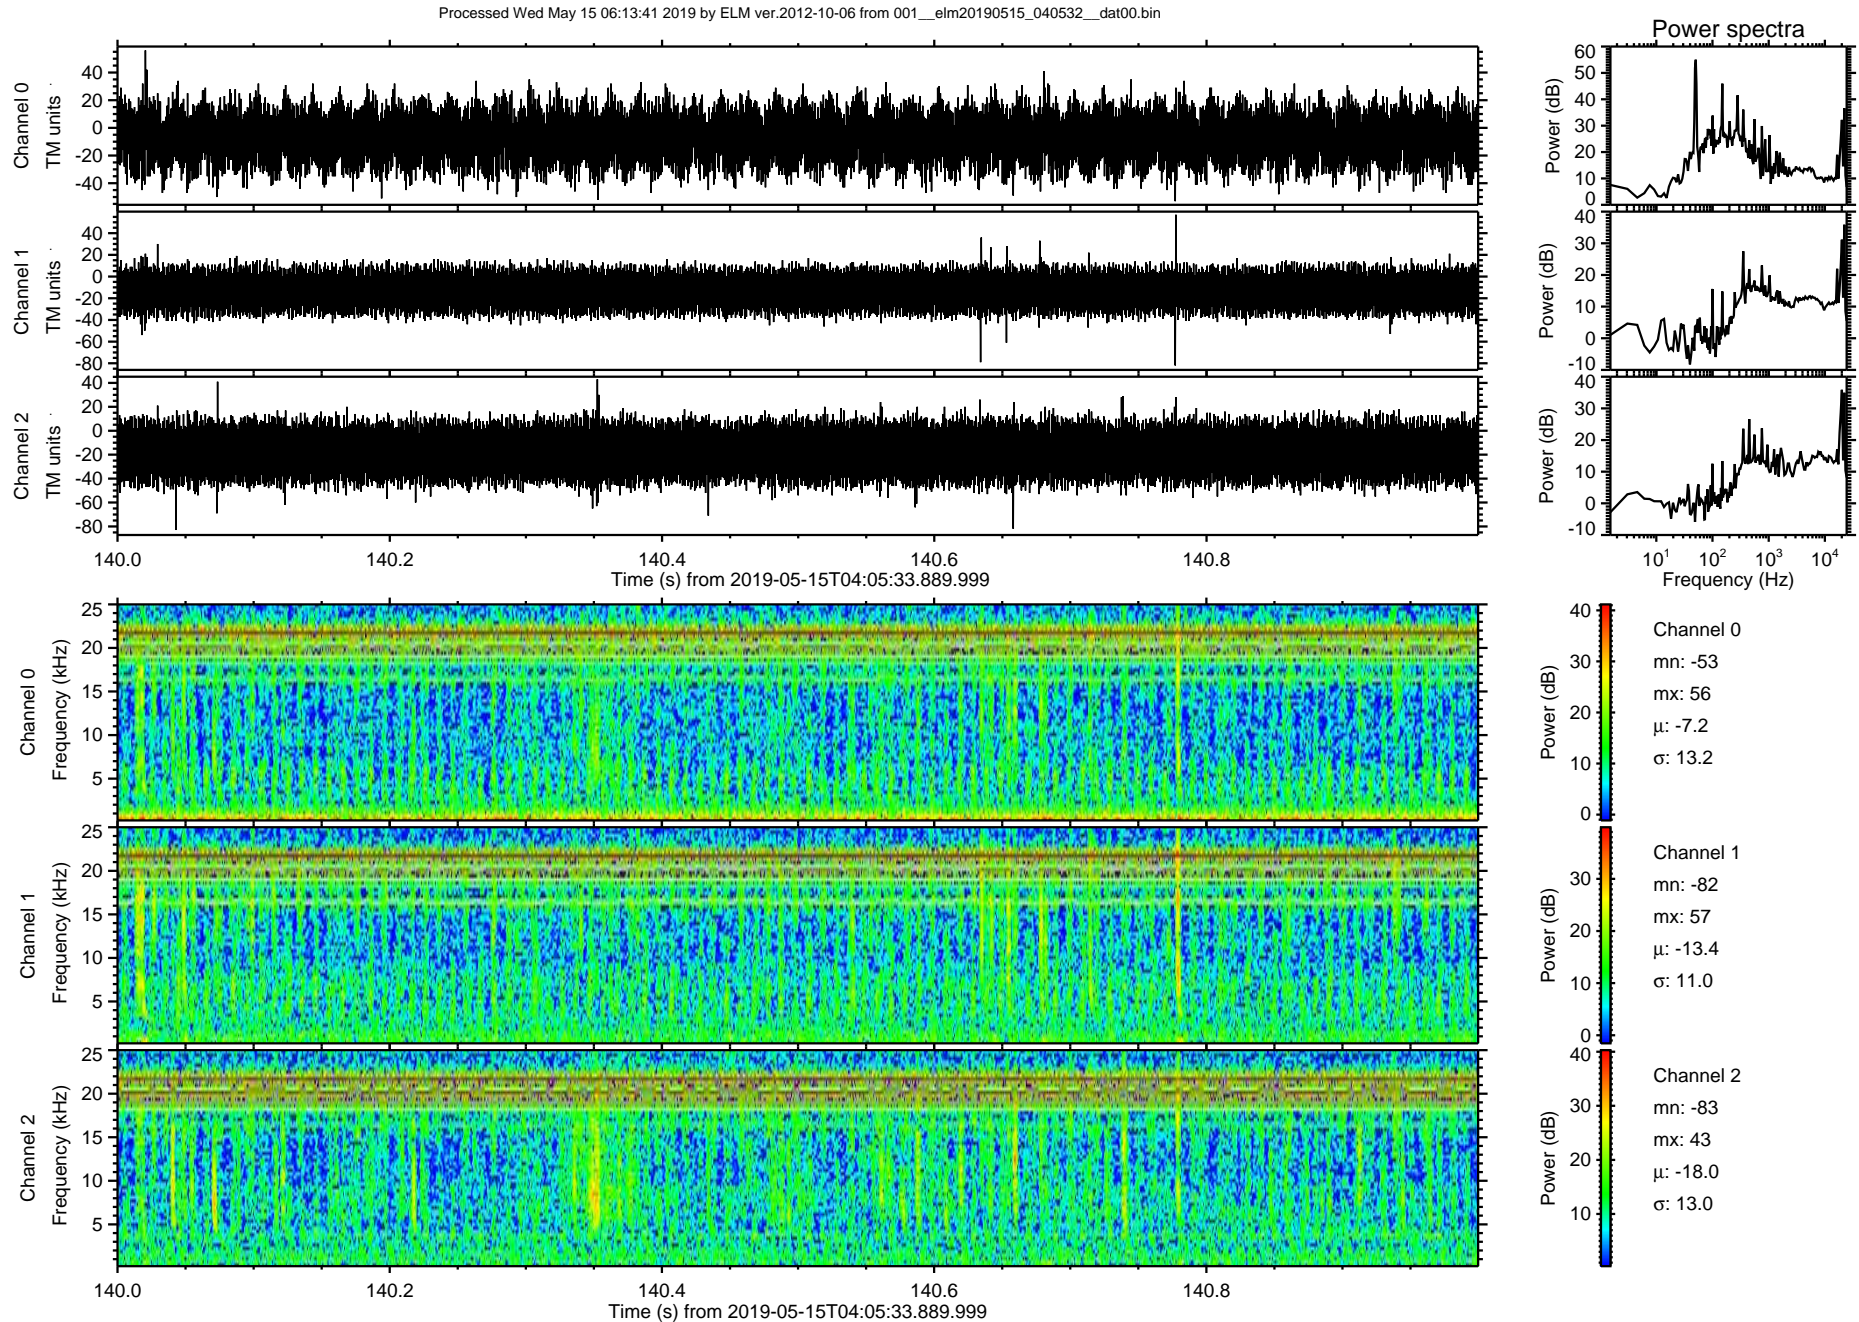 Processed Wed May 15 06:13:41 2019 by ELM ver.2012-10-06 from 001__elm20190515_040532__dat00.bin
Power spectra
Channel 0
TM units
40
20
0
-20
-40
Power (dB)
60
50
40
30
20
10
0
Channel 1
TM units
40
20
0
-20
-40
-60
-80
Power (dB)
40
30
20
10
0
-10
Channel 2
TM units
40
20
0
-20
-40
-60
-80
Power (dB)
40
30
20
10
0
-10
140.0 140.2 140.4 140.6 140.8
Time (s) from 2019-05-15T04:05:33.889.999
10^1 10^2 10^3 10^4
Frequency (Hz)
Channel 0
Frequency (kHz)
25
20
15
10
5
Power (dB)
40
30
20
10
0
Channel 0
mn: -53
mx: 56
μ: -7.2
σ: 13.2
Channel 1
Frequency (kHz)
25
20
15
10
5
Power (dB)
30
20
10
0
Channel 1
mn: -82
mx: 57
μ: -13.4
σ: 11.0
Channel 2
Frequency (kHz)
25
20
15
10
5
Power (dB)
40
30
20
10
Channel 2
mn: -83
mx: 43
μ: -18.0
σ: 13.0
140.0 140.2 140.4 140.6 140.8
Time (s) from 2019-05-15T04:05:33.889.999